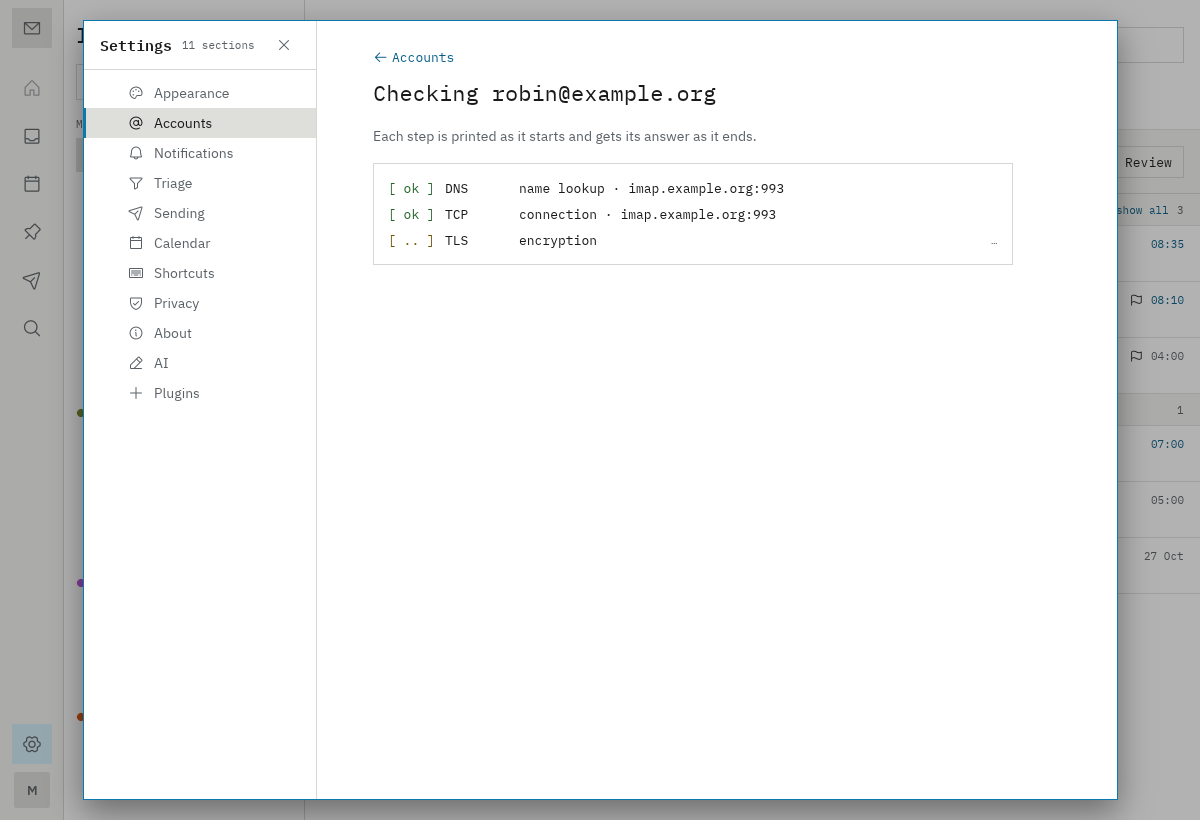 Settings 11 sections
Appearance
Accounts
Notifications
Triage
Sending
Calendar
Shortcuts
Privacy
About
AI
Plugins
← Accounts
Checking robin@example.org
Each step is printed as it starts and gets its answer as it ends.
[ ok ] DNS name lookup · imap.example.org:993
[ ok ] TCP connection · imap.example.org:993
[ .. ] TLS encryption …
Review
show all 3
08:35
08:10
04:00
1
07:00
05:00
27 Oct
M